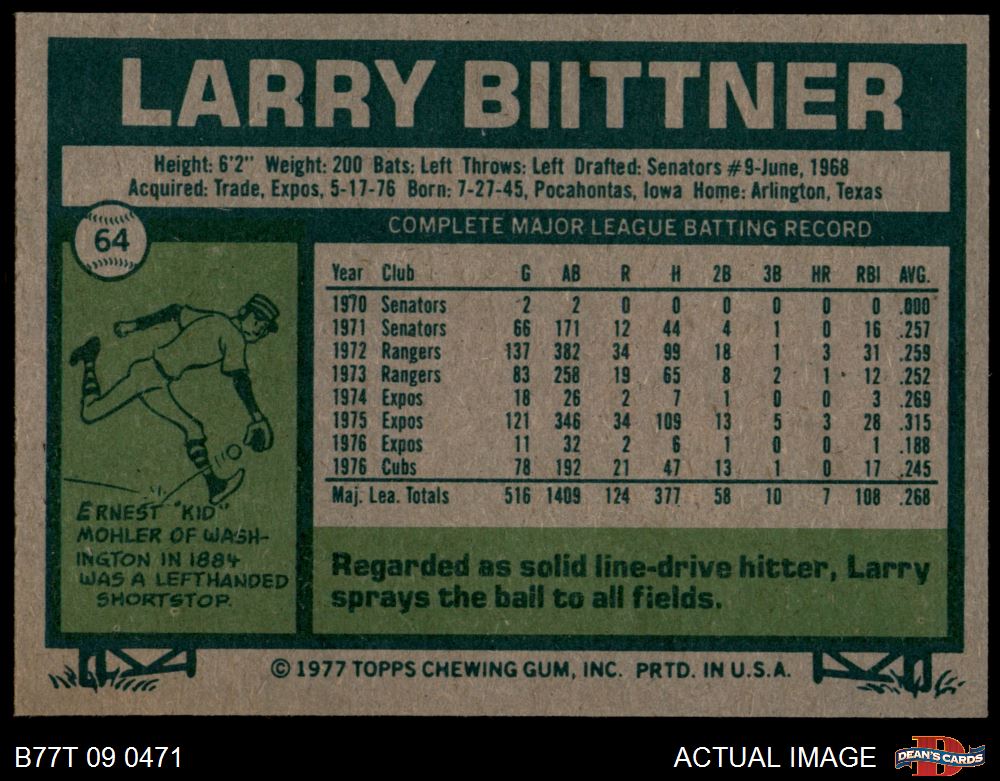 LARRY BIITTNER
Height: 6'2" Weight: 200 Bats: Left Throws: Left Drafted: Senators #9-June, 1968
Acquired: Trade, Expos, 5-17-76 Born: 7-27-45, Pocahontas, Iowa Home: Arlington, Texas
64
COMPLETE MAJOR LEAGUE BATTING RECORD
Year Club G AB R H 2B 3B HR RBI AVG.
1970 Senators 2 2 0 0 0 0 0 0 .000
1971 Senators 66 171 12 44 4 1 0 16 .257
1972 Rangers 137 382 34 99 18 1 3 31 .259
1973 Rangers 83 258 19 65 8 2 1 12 .252
1974 Expos 18 26 2 7 1 0 0 3 .269
1975 Expos 121 346 34 109 13 5 3 28 .315
1976 Expos 11 32 2 6 1 0 0 1 .188
1976 Cubs 78 192 21 47 13 1 0 17 .245
Maj. Lea. Totals 516 1409 124 377 58 10 7 108 .268
ERNEST "KID"
MOHLER OF WASH-
INGTON IN 1884
WAS A LEFTHANDED
SHORTSTOP.
Regarded as solid line-drive hitter, Larry
sprays the ball to all fields.
© 1977 TOPPS CHEWING GUM, INC. PRTD. IN U.S.A.
B77T 09 0471
ACTUAL IMAGE
D
DEAN'S CARDS